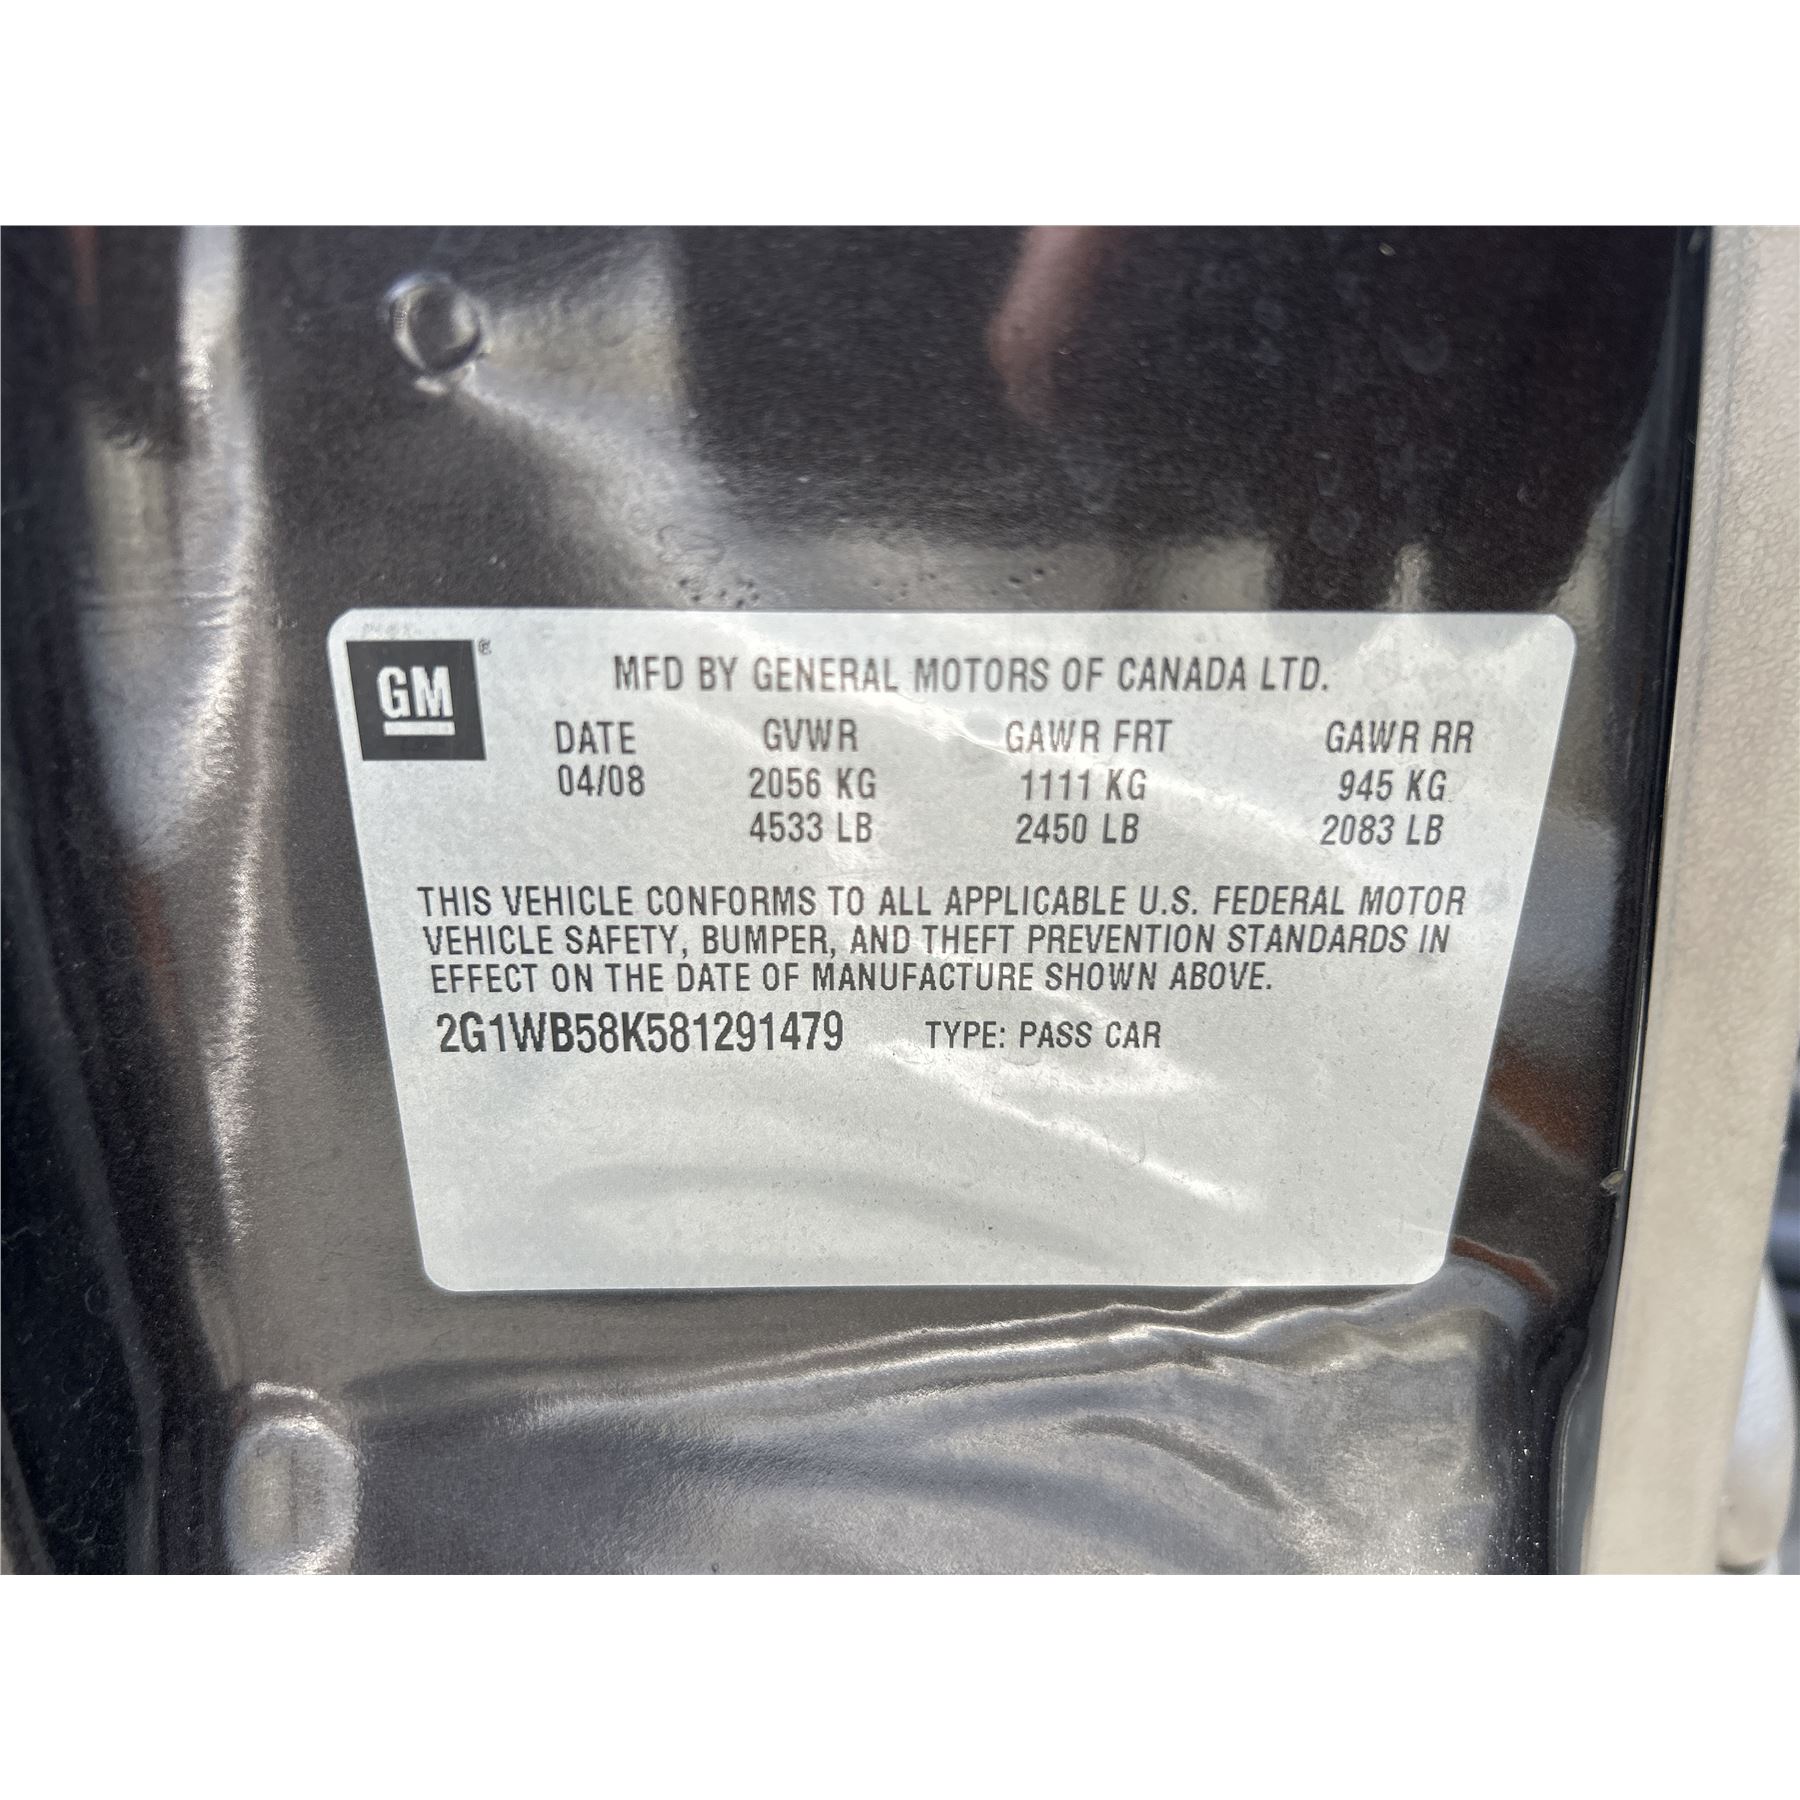 GM ®
MFD BY GENERAL MOTORS OF CANADA LTD.
DATE GVWR GAWR FRT GAWR RR
04/08 2056 KG 1111 KG 945 KG
4533 LB 2450 LB 2083 LB
THIS VEHICLE CONFORMS TO ALL APPLICABLE U.S. FEDERAL MOTOR
VEHICLE SAFETY, BUMPER, AND THEFT PREVENTION STANDARDS IN
EFFECT ON THE DATE OF MANUFACTURE SHOWN ABOVE.
2G1WB58K581291479 TYPE: PASS CAR